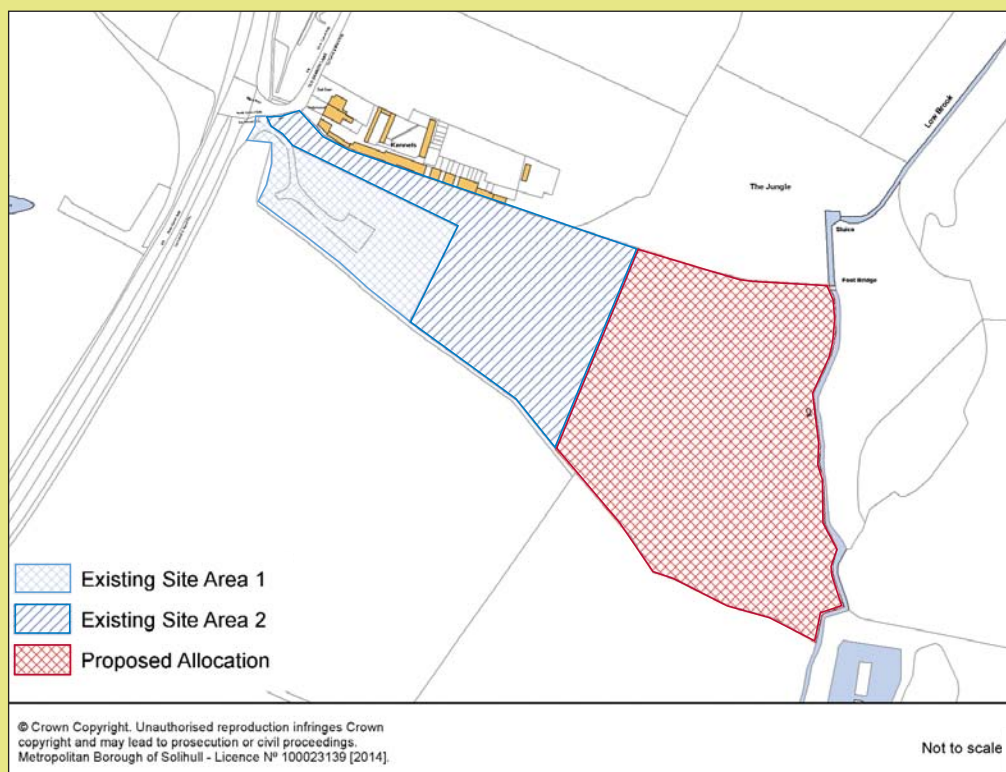 Kennels
Low Brook
The Jungle
Sluice
Foot Bridge
Existing Site Area 1
Existing Site Area 2
Proposed Allocation
© Crown Copyright. Unauthorised reproduction infringes Crown
copyright and may lead to prosecution or civil proceedings.
Metropolitan Borough of Solihull - Licence Nº 100023139 [2014].
Not to scale